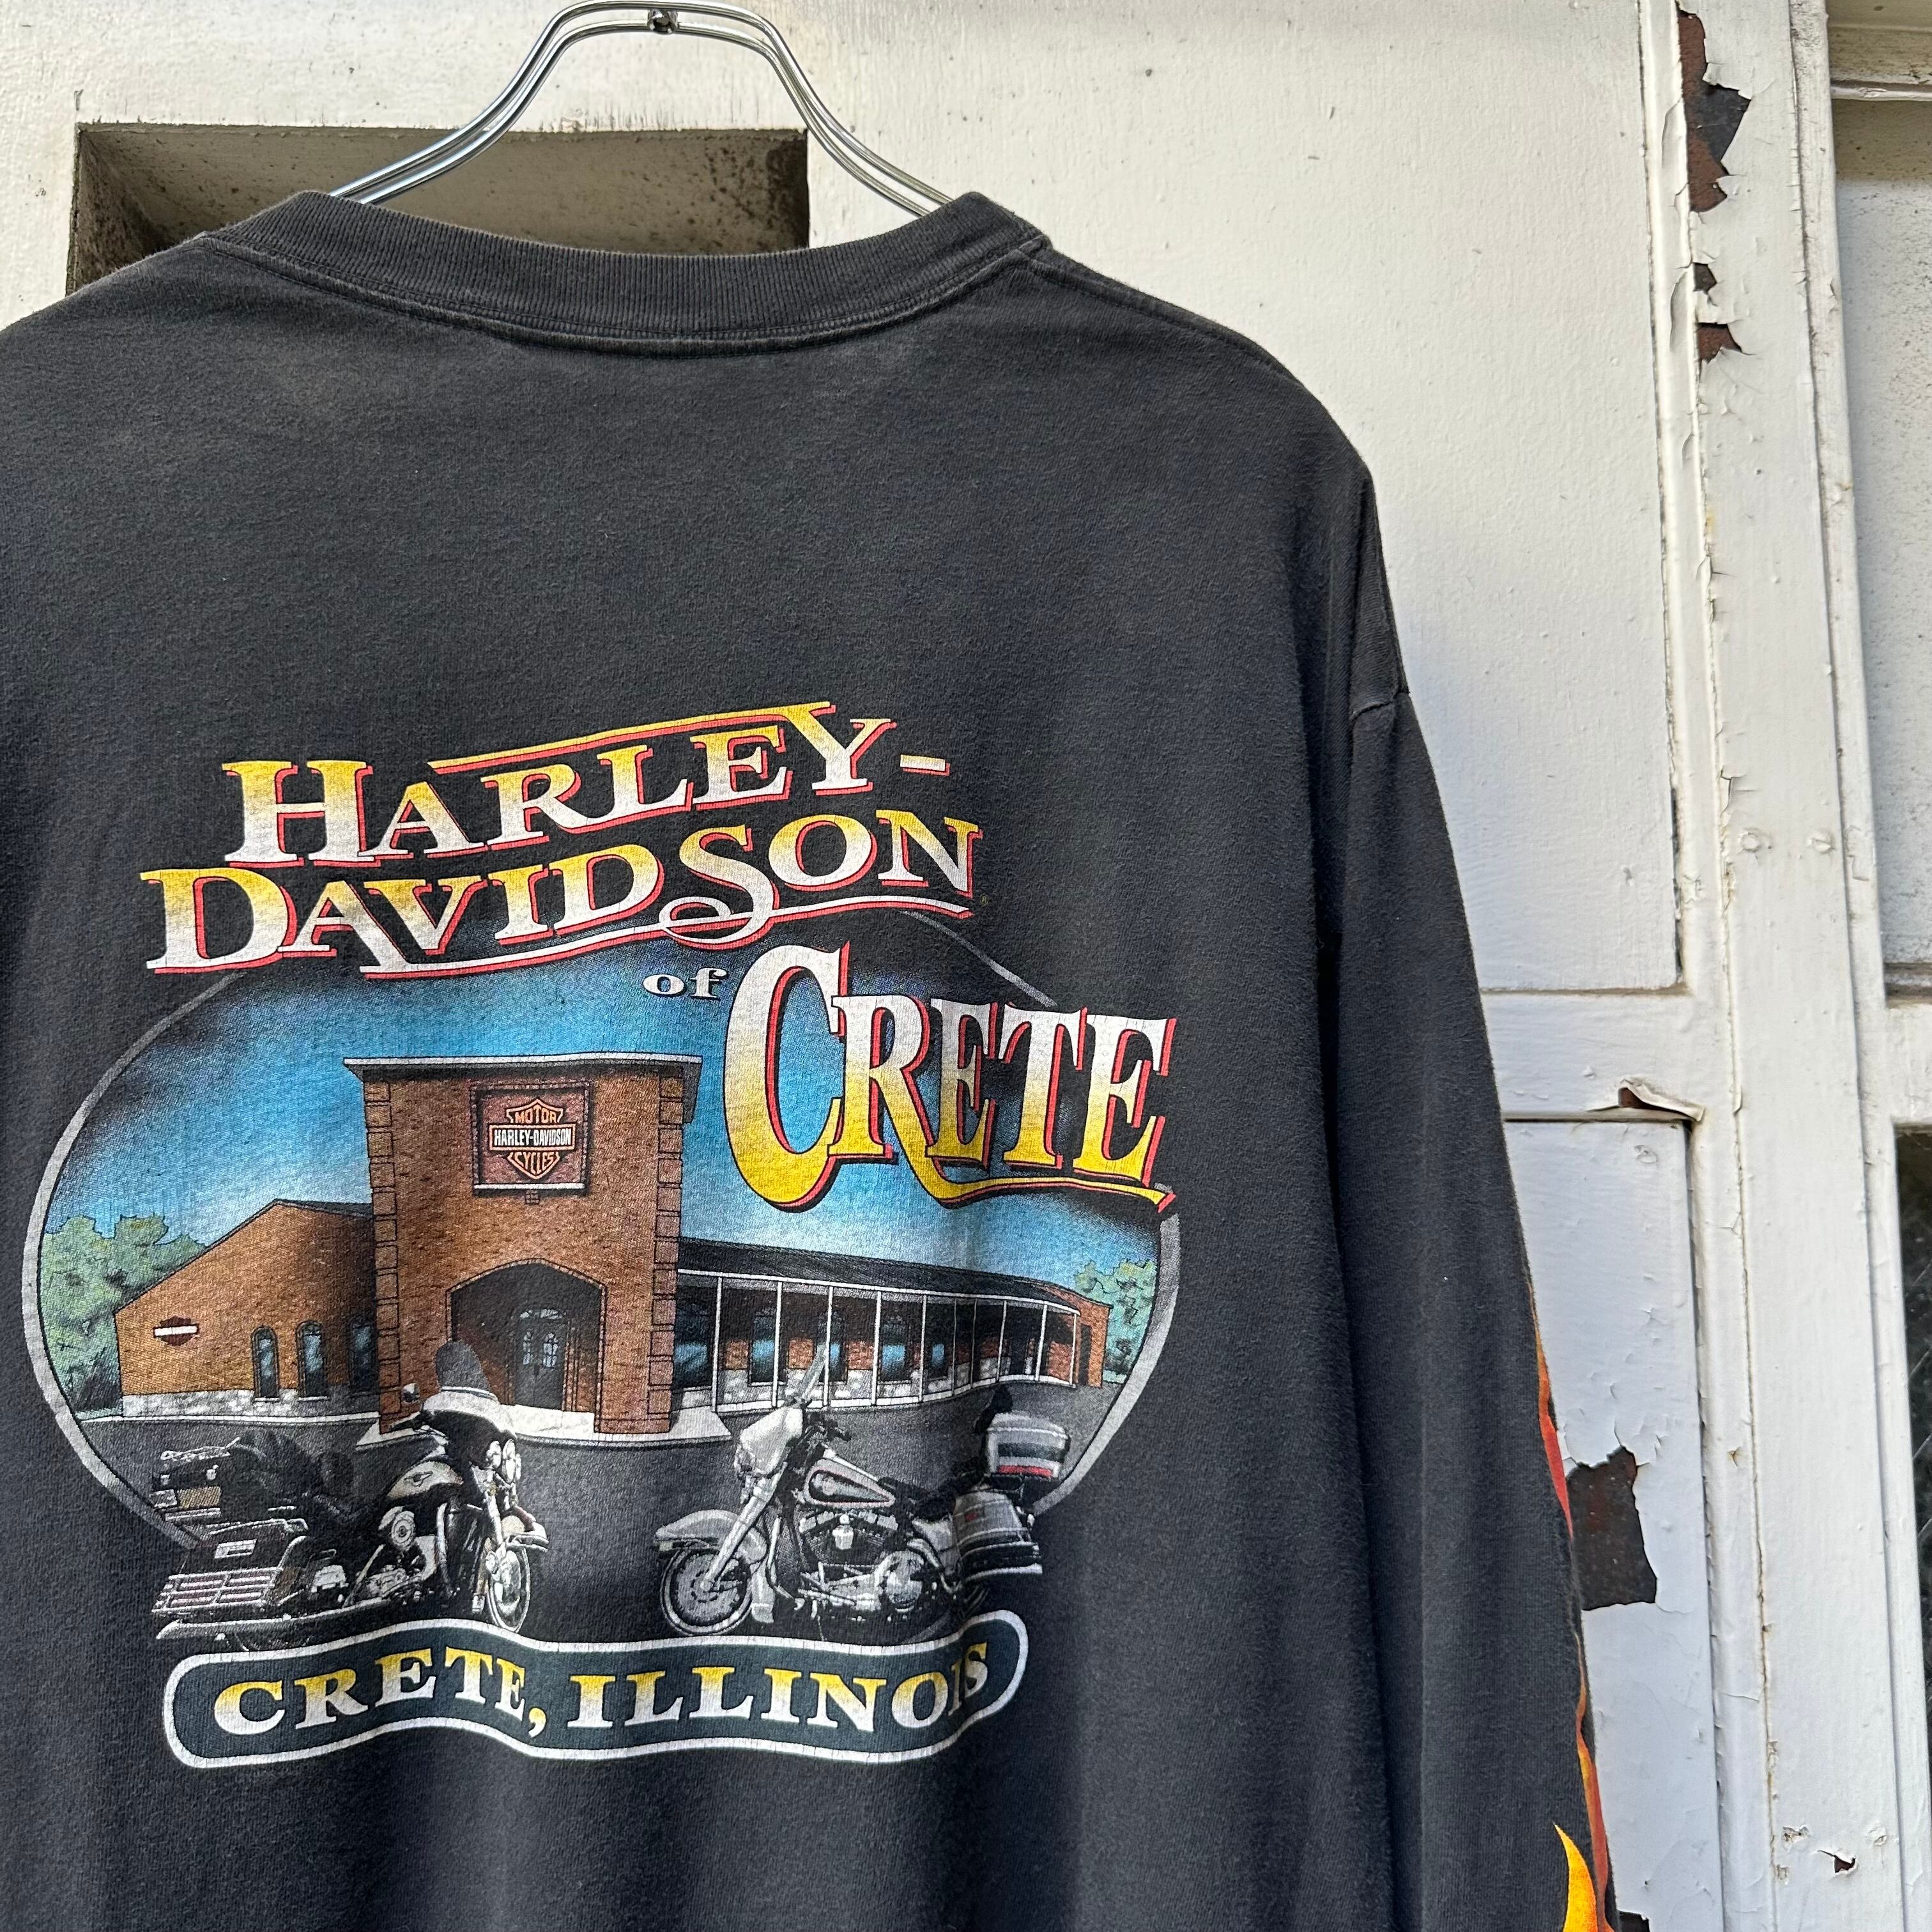 HARLEY-
DAVIDSON
of CRETE
MOTOR
HARLEY-DAVIDSON
CYCLES
CRETE, ILLINOIS